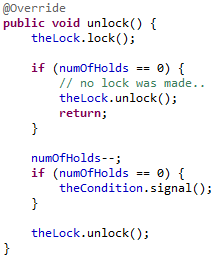 @Override
public void unlock() {
    theLock.lock();

    if (numOfHolds == 0) {
        // no lock was made..
        theLock.unlock();
        return;
    }

    numOfHolds--;
    if (numOfHolds == 0) {
        theCondition.signal();
    }

    theLock.unlock();
}